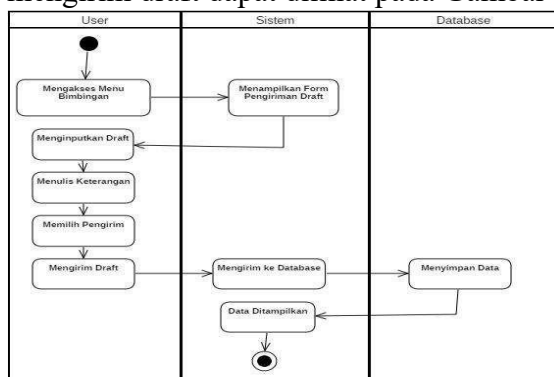 mengirim draft dapat dilihat pada Gambar
User
Sistem
Database
Mengakses Menu
Bimbingan
Menampilkan Form
Pengiriman Draft
Menginputkan Draft
Menulis Keterangan
Memilih Pengirim
Mengirim Draft
Mengirim ke Database
Menyimpan Data
Data Ditampilkan